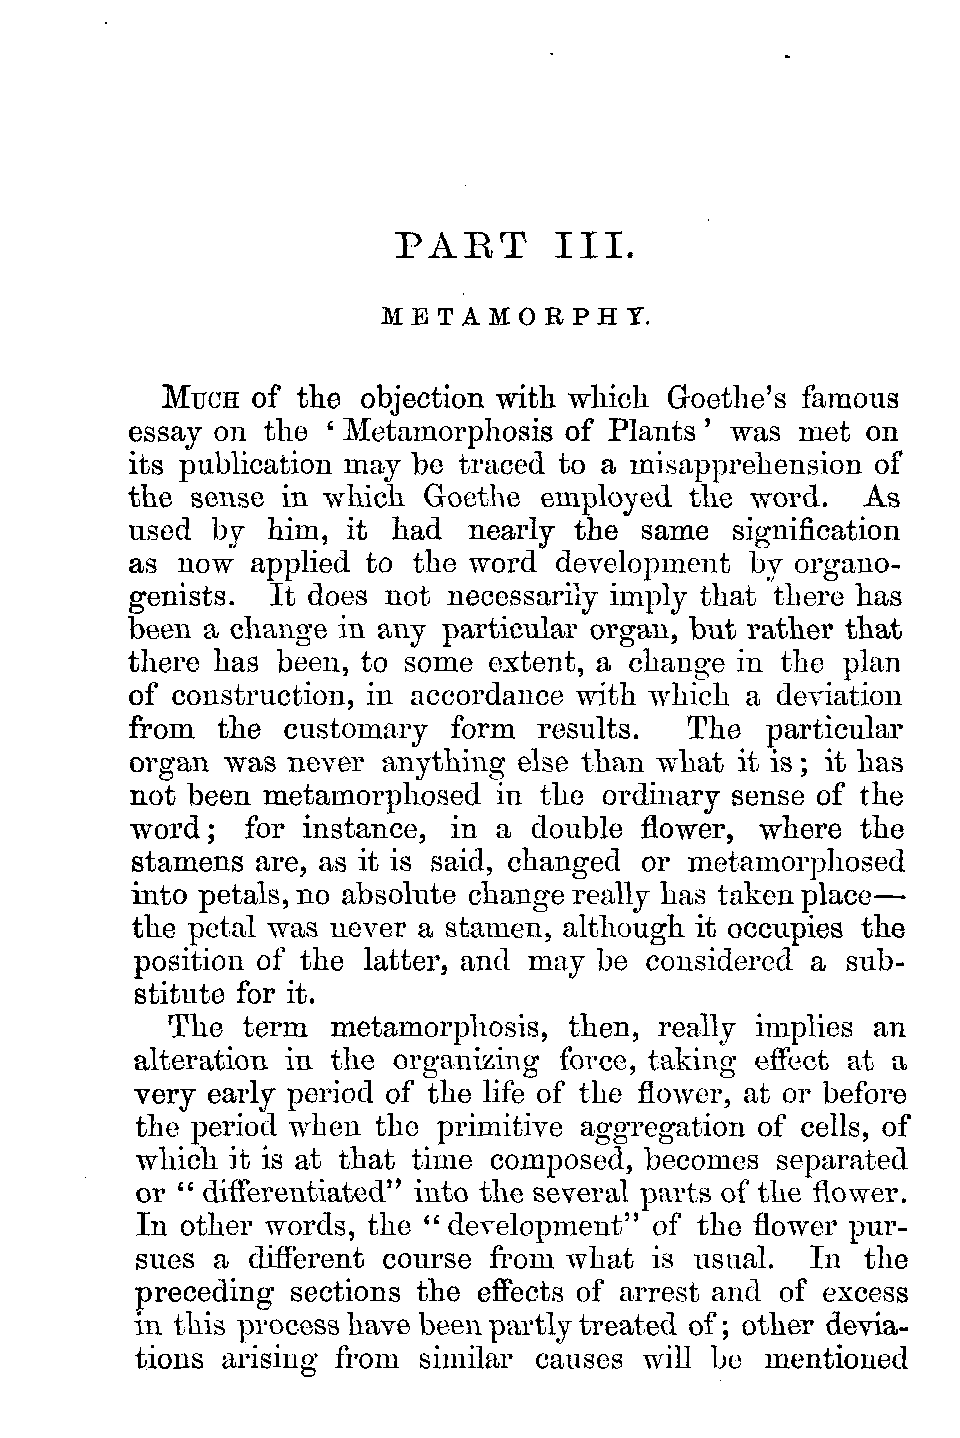 PART III.
METAMORPHY.
MUCH of the objection with which Goethe's famous
essay on the ‘Metamorphosis of Plants’ was met on
its publication may be traced to a misapprehension of
the sense in which Goethe employed the word. As
used by him, it had nearly the same signification
as now applied to the word development by organo-
genists. It does not necessarily imply that there has
been a change in any particular organ, but rather that
there has been, to some extent, a change in the plan
of construction, in accordance with which a deviation
from the customary form results. The particular
organ was never anything else than what it is; it has
not been metamorphosed in the ordinary sense of the
word; for instance, in a double flower, where the
stamens are, as it is said, changed or metamorphosed
into petals, no absolute change really has taken place—
the petal was never a stamen, although it occupies the
position of the latter, and may be considered a sub-
stitute for it.
The term metamorphosis, then, really implies an
alteration in the organizing force, taking effect at a
very early period of the life of the flower, at or before
the period when the primitive aggregation of cells, of
which it is at that time composed, becomes separated
or “differentiated” into the several parts of the flower.
In other words, the “development” of the flower pur-
sues a different course from what is usual. In the
preceding sections the effects of arrest and of excess
in this process have been partly treated of; other devia-
tions arising from similar causes will be mentioned